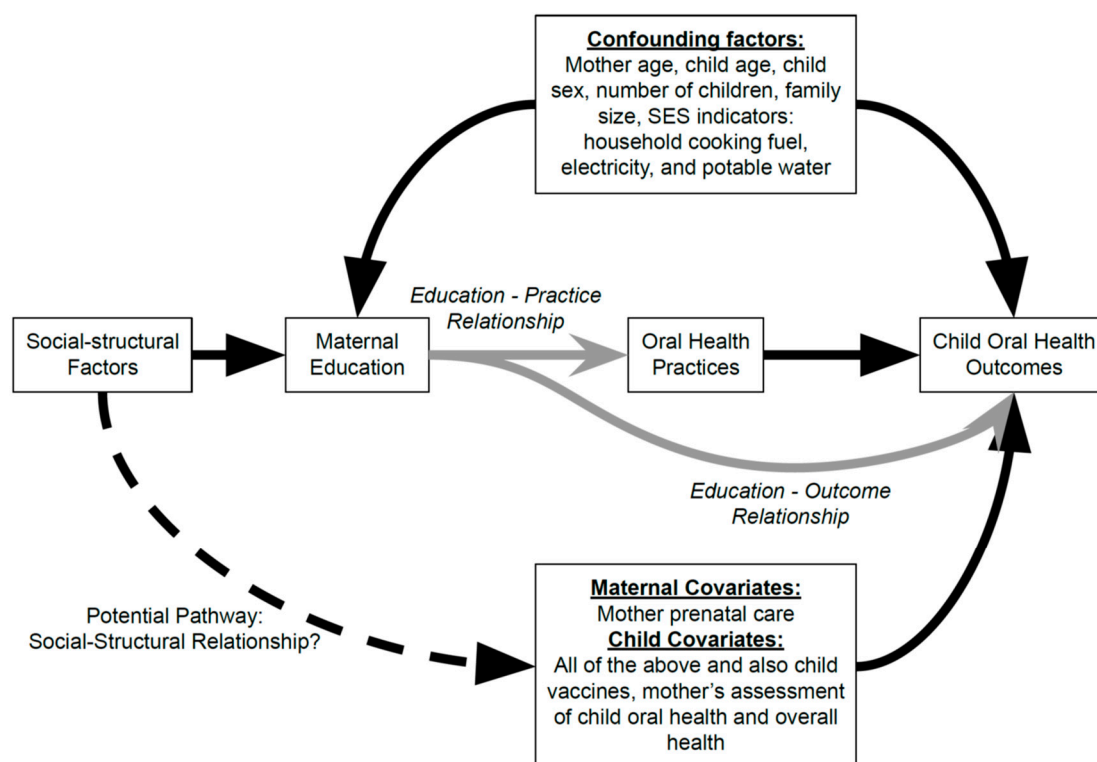 Confounding factors:
Mother age, child age, child
sex, number of children, family
size, SES indicators:
household cooking fuel,
electricity, and potable water
Education - Practice
Relationship
Social-structural
Factors
Maternal
Education
Oral Health
Practices
Child Oral Health
Outcomes
Education - Outcome
Relationship
Potential Pathway:
Social-Structural Relationship?
Maternal Covariates:
Mother prenatal care
Child Covariates:
All of the above and also child
vaccines, mother's assessment
of child oral health and overall
health